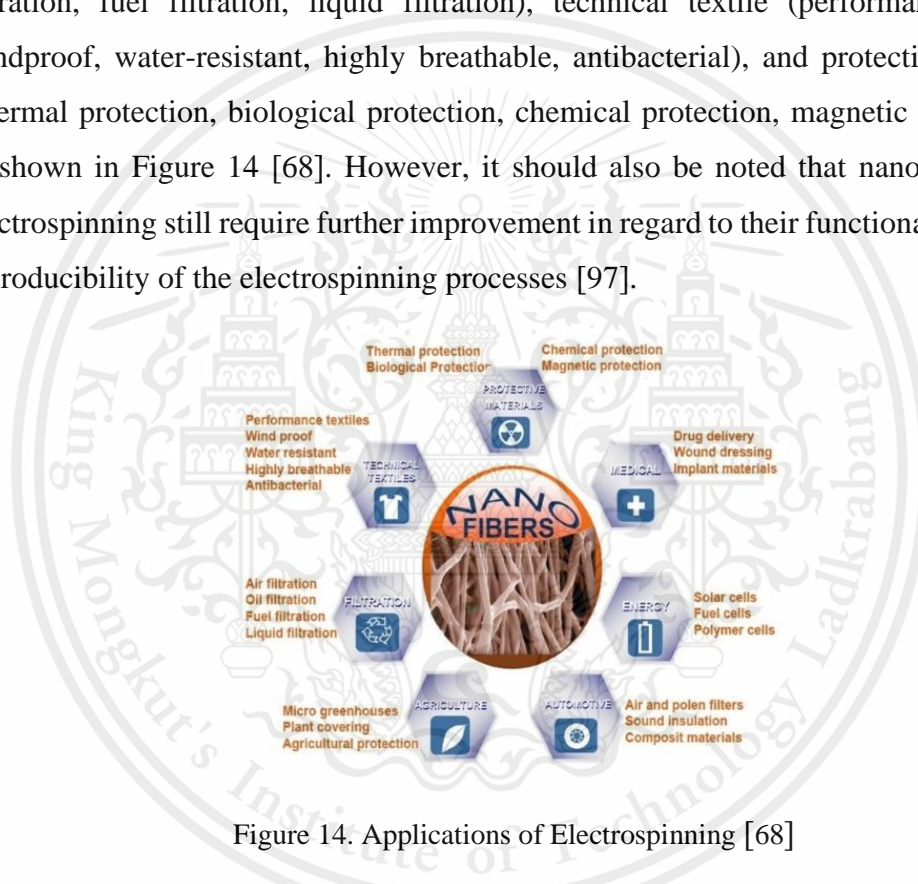 ration, fuel filtration, liquid filtration), technical textile (performa
ndproof, water-resistant, highly breathable, antibacterial), and protecti
ermal protection, biological protection, chemical protection, magnetic
shown in Figure 14 [68]. However, it should also be noted that nano
ctrospinning still require further improvement in regard to their functiona
roducibility of the electrospinning processes [97].
Thermal protection
Biological Protection
Chemical protection
Magnetic protection
PROTECTIVE
MATERIALS
Performance textiles
Wind proof
Water resistant
Highly breathable
Antibacterial
TECHNICAL
TEXTILES
Drug delivery
Wound dressing
Implant materials
MEDICAL
NANO
FIBERS
Air filtration
Oil filtration
Fuel filtration
Liquid filtration
FILTRATION
ENERGY
Solar cells
Fuel cells
Polymer cells
Micro greenhouses
Plant covering
Agricultural protection
AGRICULTURE
AUTOMOTIVE
Air and polen filters
Sound insulation
Composit materials
Figure 14. Applications of Electrospinning [68]
King Mongkut's Institute of Technology Ladkrabang